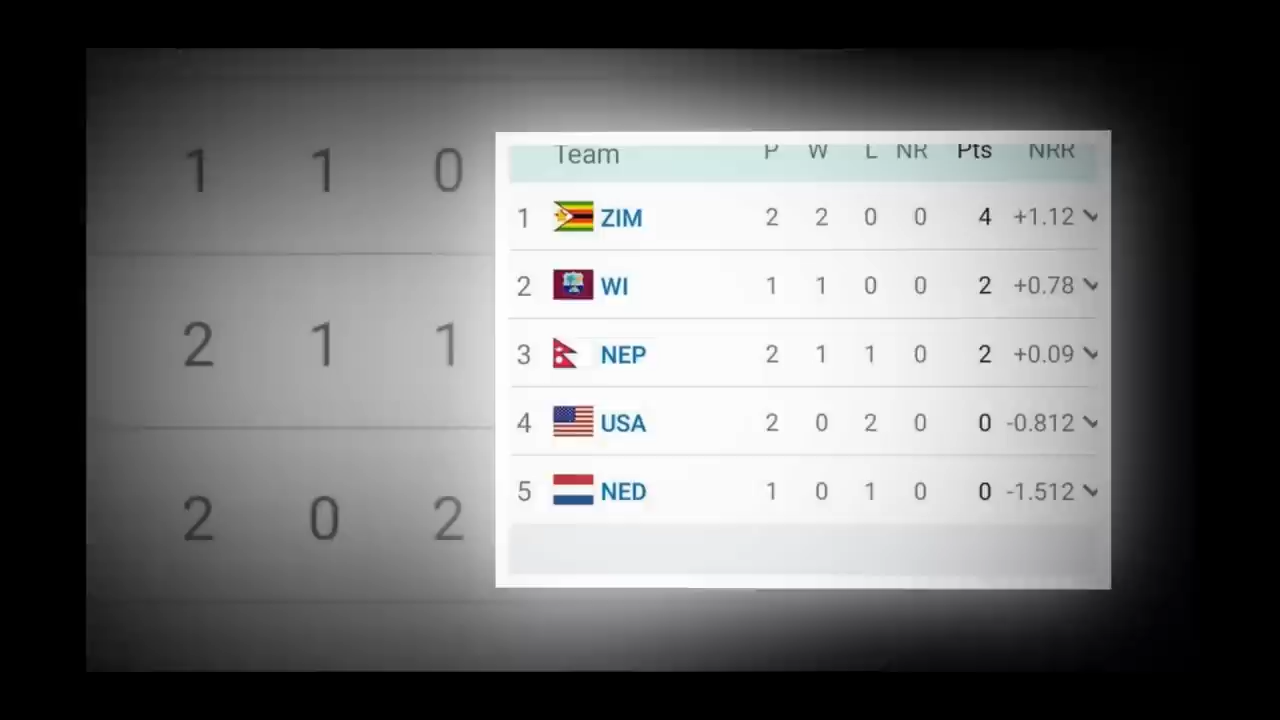 1 1 0
2 1 1
2 0 2
Team P W L NR Pts NRR
1 ZIM 2 2 0 0 4 +1.12
2 WI 1 1 0 0 2 +0.78
3 NEP 2 1 1 0 2 +0.09
4 USA 2 0 2 0 0 -0.812
5 NED 1 0 1 0 0 -1.512